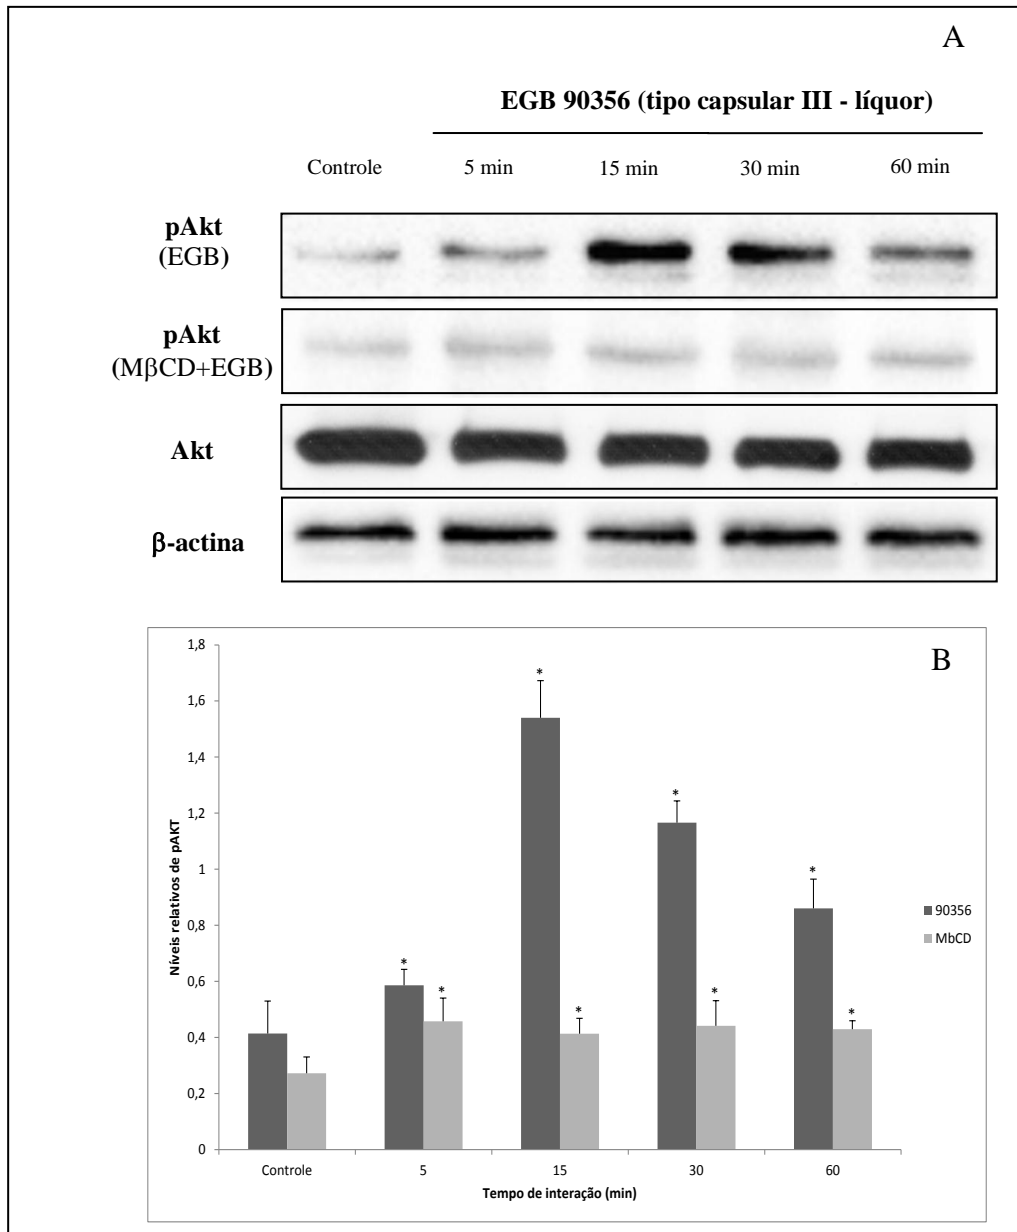 A
EGB 90356 (tipo capsular III - líquor)
Controle 5 min 15 min 30 min 60 min
pAkt
(EGB)
pAkt
(MβCD+EGB)
Akt
β-actina
B
Níveis relativos de pAKT
1,8
1,6
1,4
1,2
1
0,8
0,6
0,4
0,2
0
* * * * * * * *
Controle 5 15 30 60
Tempo de interação (min)
90356
MbCD